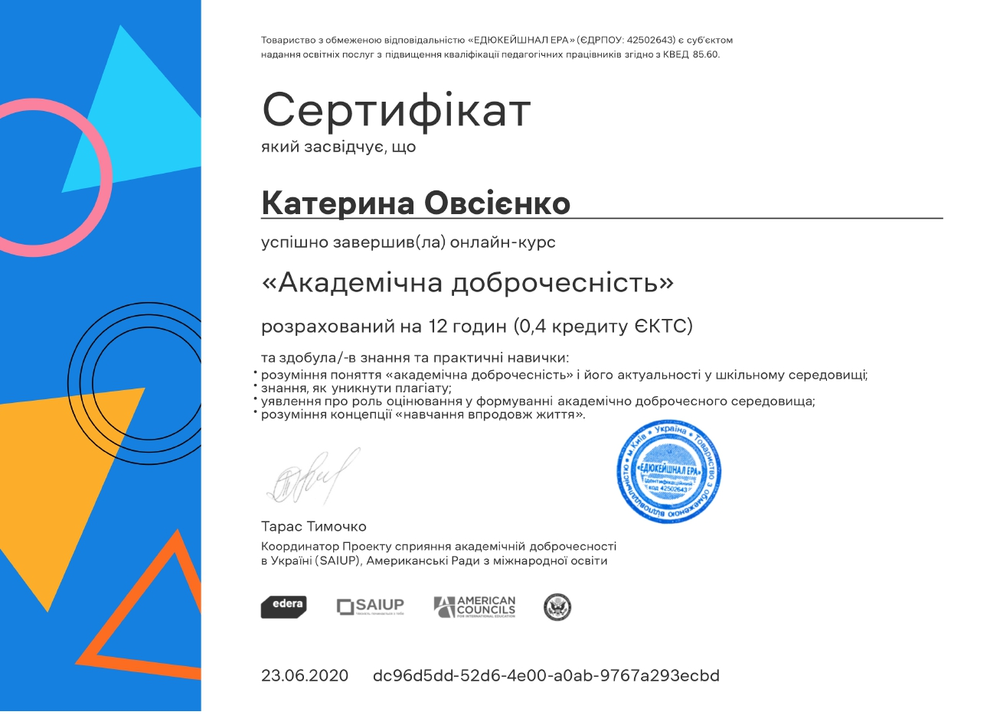 Товариство з обмеженою відповідальністю «ЕДЮКЕЙШНАЛ ЕРА» (ЄДРПОУ: 42502643) є суб'єктом
надання освітніх послуг з підвищення кваліфікації педагогічних працівників згідно з КВЕД 85.60.
Сертифікат
який засвідчує, що
Катерина Овсієнко
успішно завершив(ла) онлайн-курс
«Академічна доброчесність»
розрахований на 12 годин (0,4 кредиту ЄКТС)
та здобула/-в знання та практичні навички:
• розуміння поняття «академічна доброчесність» і його актуальності у шкільному середовищі;
• знання, як уникнути плагіату;
• уявлення про роль оцінювання у формуванні академічно доброчесного середовища;
• розуміння концепції «навчання впродовж життя».
м.Київ * Україна * Товариство з обмеженою відповідальністю *
«ЕДЮКЕЙШНАЛ ЕРА»
ідентифікаційний
код 42502643
Тарас Тимочко
Координатор Проекту сприяння академічній доброчесності
в Україні (SAIUP), Американські Ради з міжнародної освіти
edera
SAIUP
AMERICAN
COUNCILS
FOR INTERNATIONAL EDUCATION
23.06.2020 dc96d5dd-52d6-4e00-a0ab-9767a293ecbd